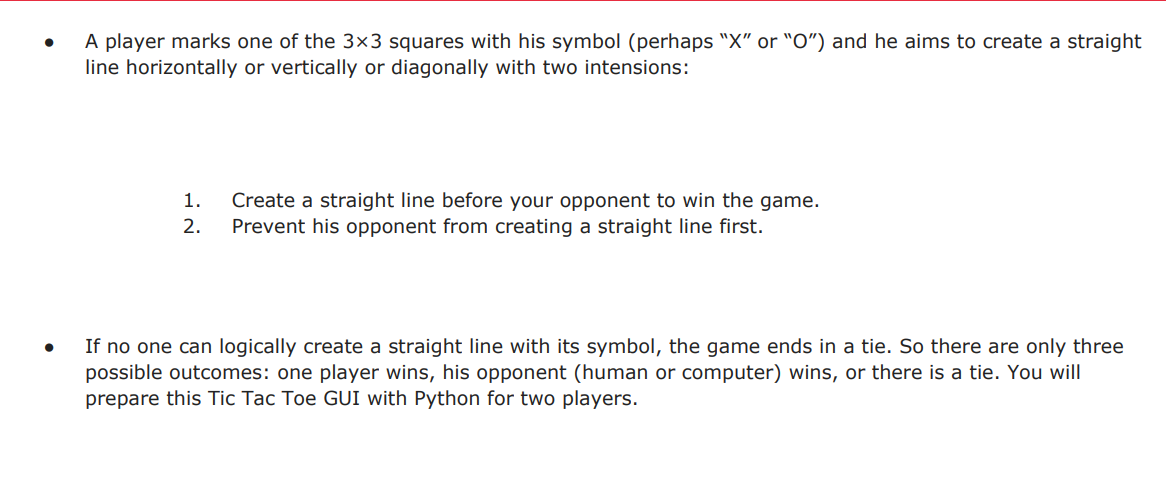 • A player marks one of the 3×3 squares with his symbol (perhaps “X” or “O”) and he aims to create a straight
line horizontally or vertically or diagonally with two intensions:
1. Create a straight line before your opponent to win the game.
2. Prevent his opponent from creating a straight line first.
• If no one can logically create a straight line with its symbol, the game ends in a tie. So there are only three
possible outcomes: one player wins, his opponent (human or computer) wins, or there is a tie. You will
prepare this Tic Tac Toe GUI with Python for two players.